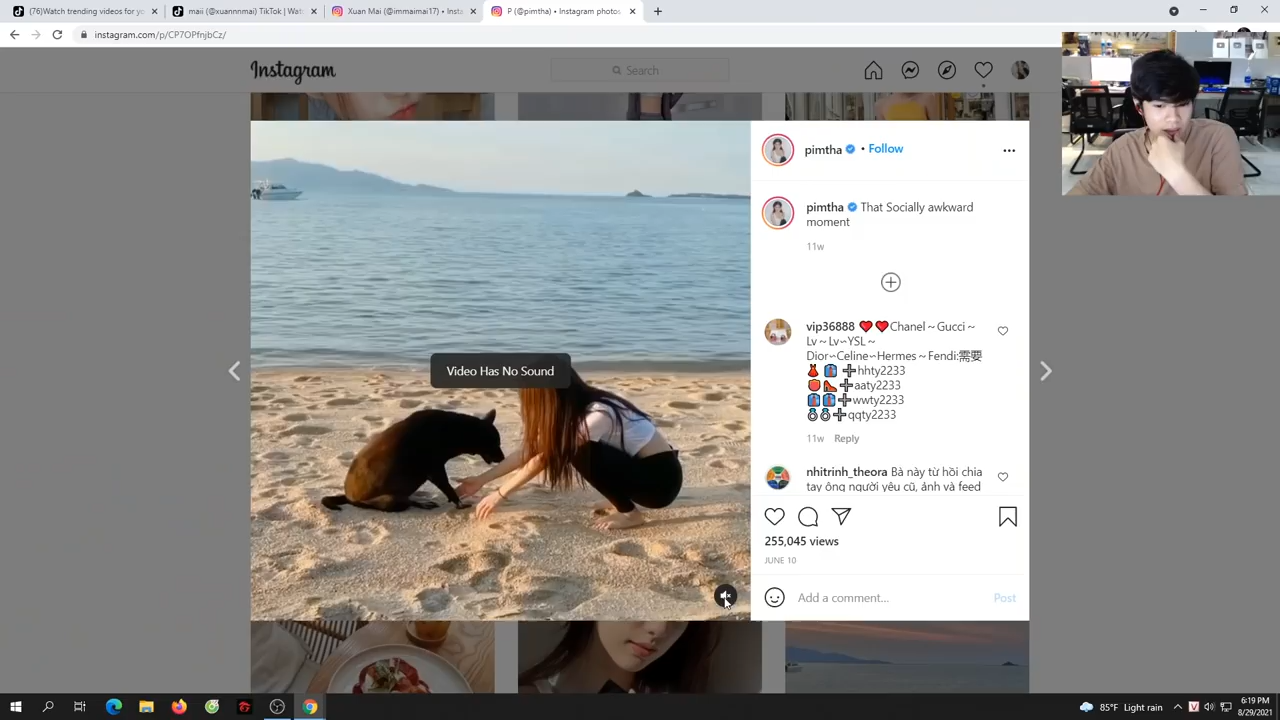 (76)Watch trending videos for yo
maii (@xuannnmai) TikTok | Wat
Xuan Mai (@immaimai17) • Insta
P (@pimtha) • Instagram photos
instagram.com/p/CP7OPfnjbCz/
Instagram
Search
pimtha • Follow
pimtha That Socially awkward
moment
11w
vip36888 ❤️❤️Chanel~Gucci~
Lv~Lv~YSL~
Dior~Celine~Hermes~Fendi:需要
➕hhty2233
➕aaty2233
➕wwty2233
➕qqty2233
11w Reply
nhitrinh_theora Bà này từ hồi chia
tay ông người yêu cũ, ảnh và feed
Video Has No Sound
255,045 views
JUNE 10
Add a comment...
Post
85°F Light rain
V
6:19 PM
8/29/2021